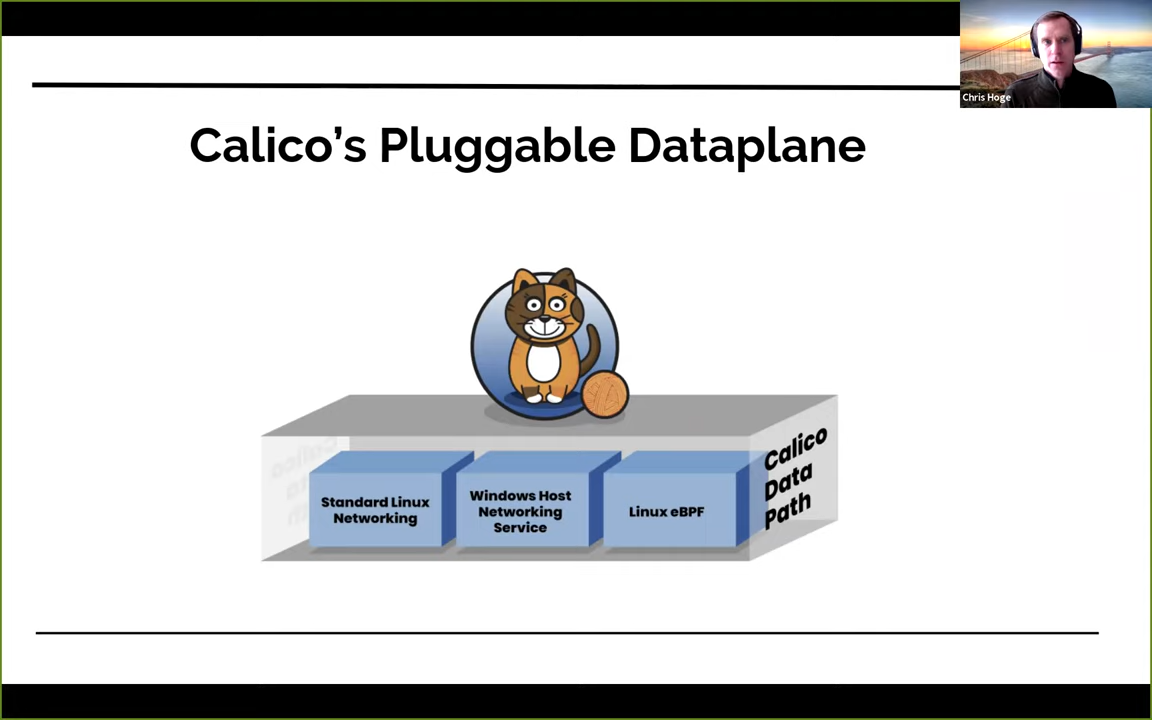 Chris Hoge
Calico’s Pluggable Dataplane
Standard Linux
Networking
Windows Host
Networking
Service
Linux eBPF
Calico
Data
Path